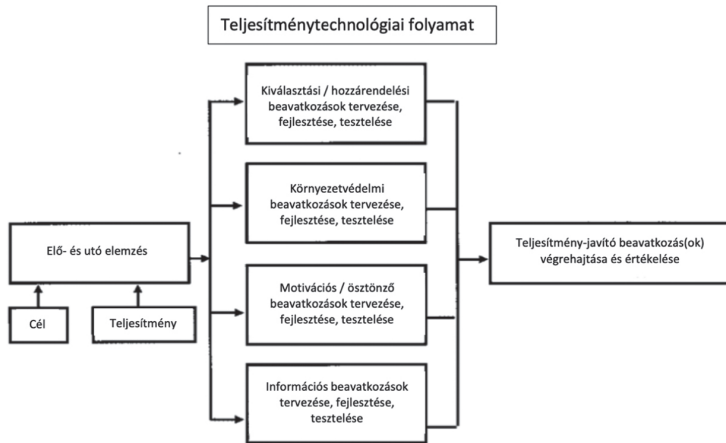 Teljesítménytechnológiai folyamat
Kiválasztási / hozzárendelési
beavatkozások tervezése,
fejlesztése, tesztelése
Környezetvédelmi
beavatkozások tervezése,
fejlesztése, tesztelése
Elő- és utó elemzés
Teljesítmény-javító beavatkozás(ok)
végrehajtása és értékelése
Motivációs / ösztönző
beavatkozások tervezése,
fejlesztése, tesztelése
Cél
Teljesítmény
Információs beavatkozások
tervezése, fejlesztése,
tesztelése